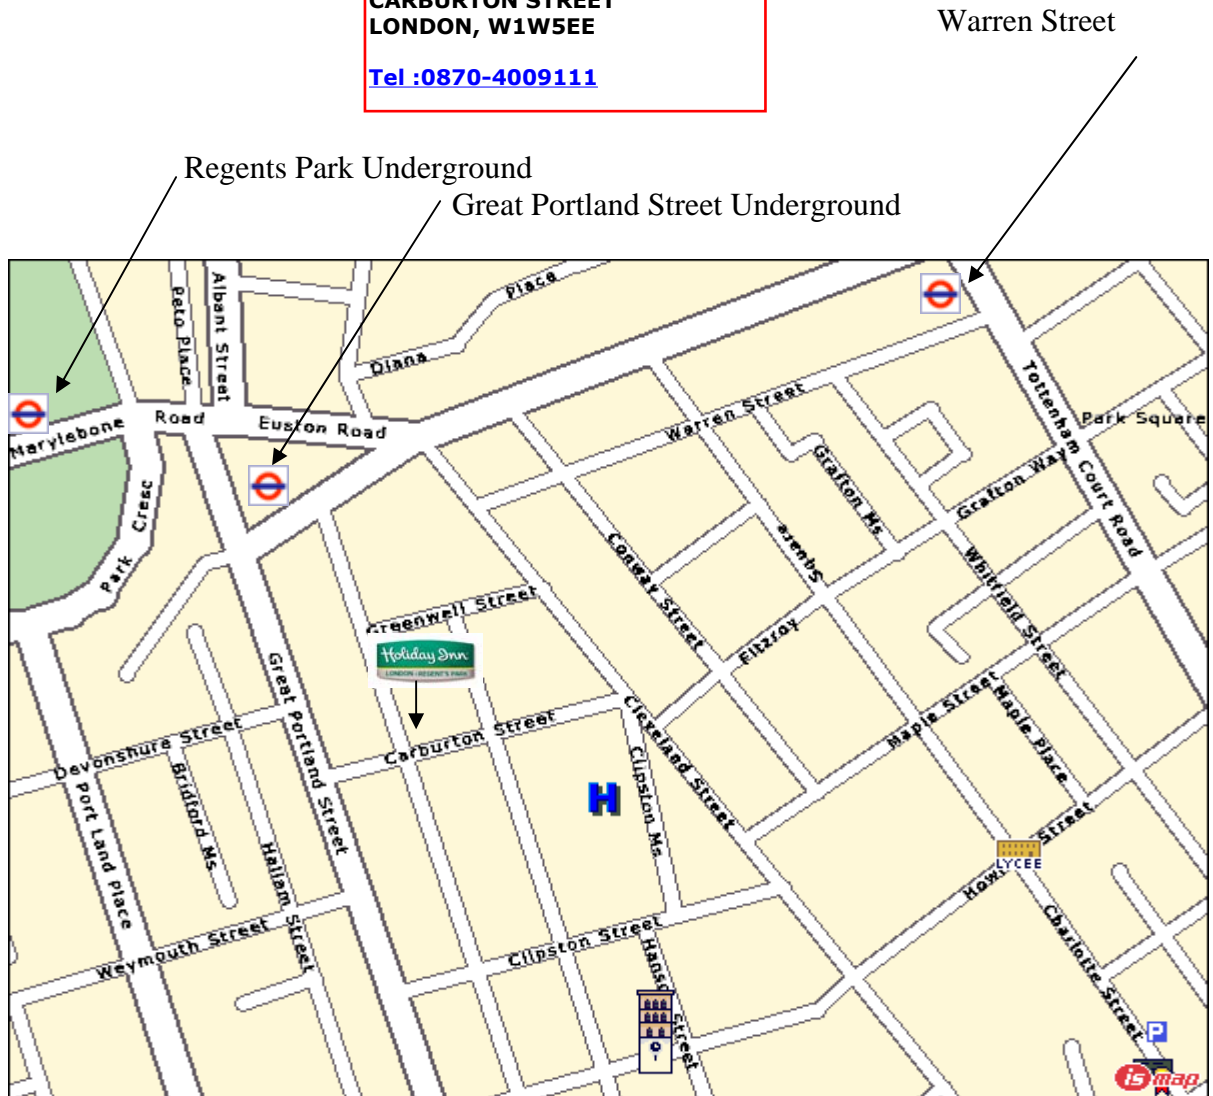 CARBURTON STREET
LONDON, W1W5EE
Tel :0870-4009111
Warren Street
Regents Park Underground
Great Portland Street Underground
Place
Peto Place
Albant Street
Diana
Marylebone
Road
Euston Road
Warren Street
Tottenham Court Road
Park Square
Park Cresc
Grafton Ms
Grafton Way
Conway Street
Square
Whitfield Street
Greenwell Street
Fitzroy
Holiday Inn
LONDON - REGENT'S PARK
Great Portland Street
Devonshure Street
Carburton Street
Cleveland Street
Maple Street
Maple Place
Bridford Ms
Port Land Place
Clipston Ms
H
Hallam Street
LYCEE
Howl
Street
Weymouth Street
Clipston Street
Charlotte Street
Hanso
Street
P
is map